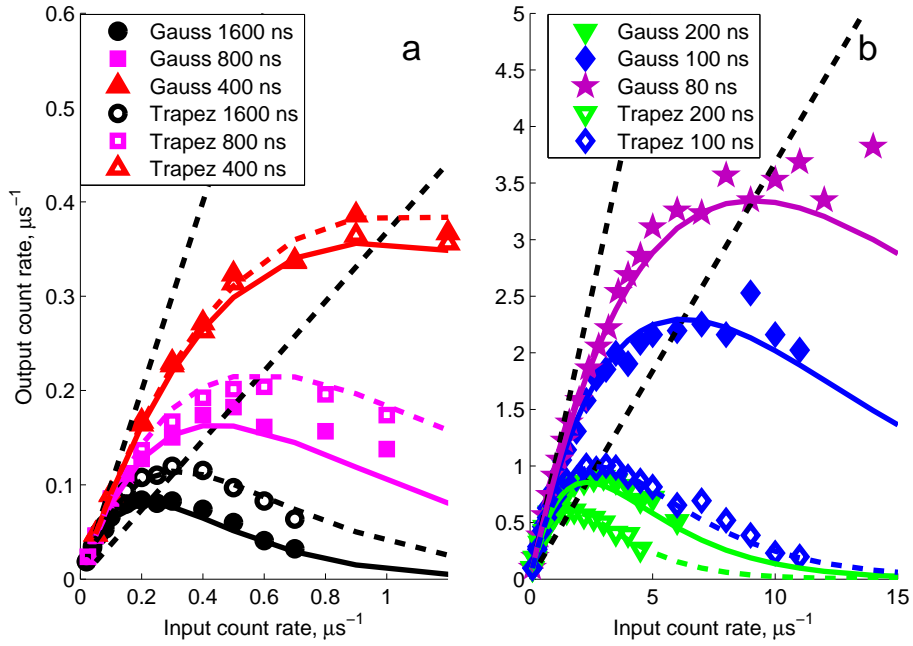 0.6
0.5
0.4
0.3
0.2
0.1
0
Output count rate, μs⁻¹
Gauss 1600 ns
Gauss 800 ns
Gauss 400 ns
Trapez 1600 ns
Trapez 800 ns
Trapez 400 ns
a
0 0.2 0.4 0.6 0.8 1
Input count rate, μs⁻¹
5
4.5
4
3.5
3
2.5
2
1.5
1
0.5
0
Gauss 200 ns
Gauss 100 ns
Gauss 80 ns
Trapez 200 ns
Trapez 100 ns
b
0 5 10 15
Input count rate, μs⁻¹